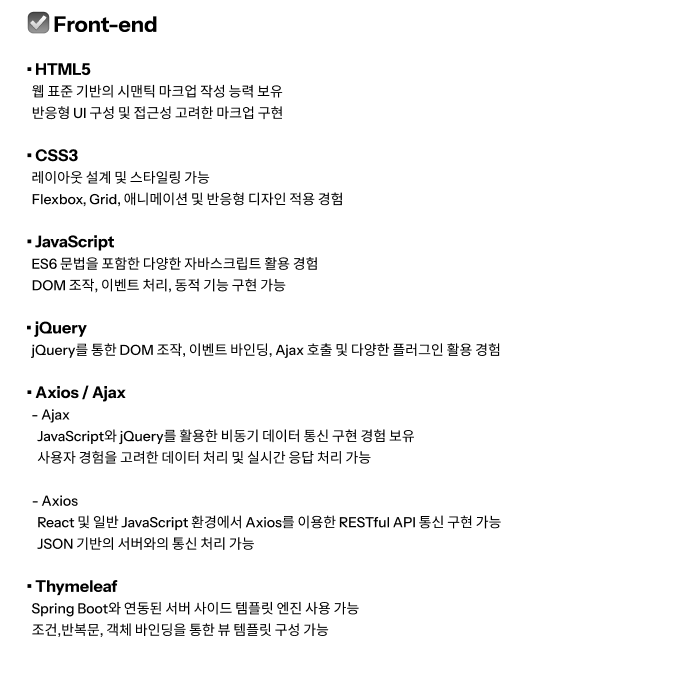 ☑ Front-end
▪ HTML5
웹 표준 기반의 시맨틱 마크업 작성 능력 보유
반응형 UI 구성 및 접근성 고려한 마크업 구현
▪ CSS3
레이아웃 설계 및 스타일링 가능
Flexbox, Grid, 애니메이션 및 반응형 디자인 적용 경험
▪ JavaScript
ES6 문법을 포함한 다양한 자바스크립트 활용 경험
DOM 조작, 이벤트 처리, 동적 기능 구현 가능
▪ jQuery
jQuery를 통한 DOM 조작, 이벤트 바인딩, Ajax 호출 및 다양한 플러그인 활용 경험
▪ Axios / Ajax
- Ajax
JavaScript와 jQuery를 활용한 비동기 데이터 통신 구현 경험 보유
사용자 경험을 고려한 데이터 처리 및 실시간 응답 처리 가능
- Axios
React 및 일반 JavaScript 환경에서 Axios를 이용한 RESTful API 통신 구현 가능
JSON 기반의 서버와의 통신 처리 가능
▪ Thymeleaf
Spring Boot와 연동된 서버 사이드 템플릿 엔진 사용 가능
조건,반복문, 객체 바인딩을 통한 뷰 템플릿 구성 가능